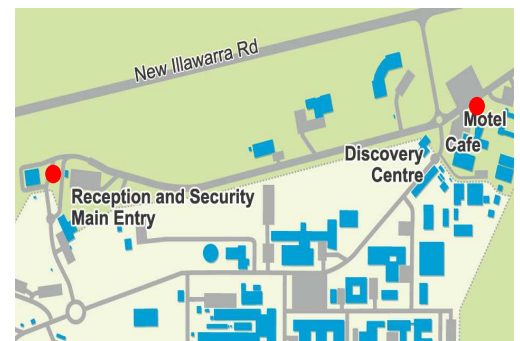 New Illawarra Rd
Motel
Cafe
Discovery
Centre
Reception and Security
Main Entry